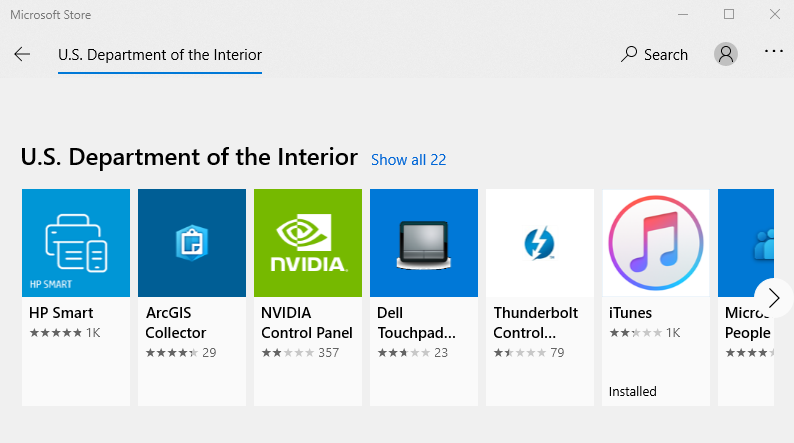 Microsoft Store
U.S. Department of the Interior
Search
U.S. Department of the Interior Show all 22
HP SMART
NVIDIA.
HP Smart
1K
ArcGIS
Collector
29
NVIDIA
Control Panel
357
Dell
Touchpad...
23
Thunderbolt
Control...
79
iTunes
1K
Installed
People